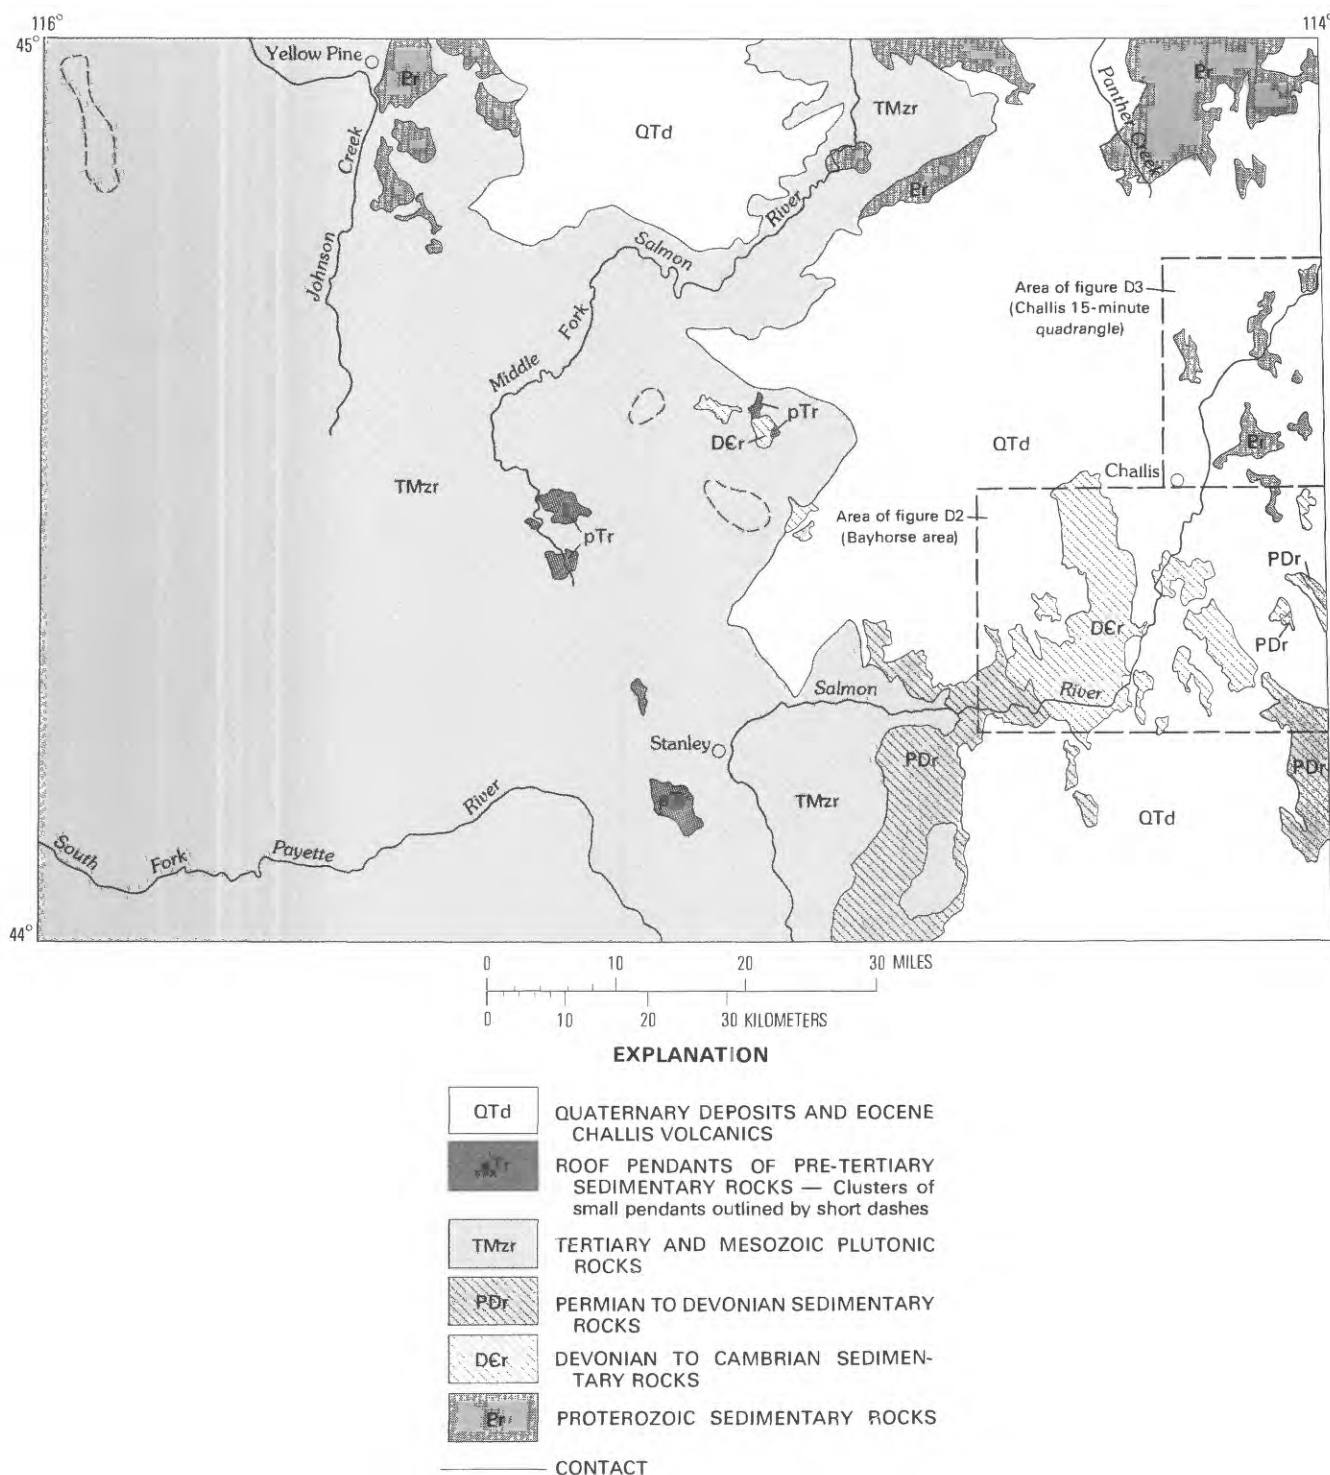 116°
114°
45°
Yellow Pine
Ꞓr
Ꞓr
Panther Creek
TMzr
QTd
Johnson Creek
Ꞓr
Middle Fork Salmon River
Area of figure D3
(Challis 15-minute
quadrangle)
pTr
DЄr
QTd
Challis
TMzr
Area of figure D2
(Bayhorse area)
pTr
PDr
DЄr
PDr
Salmon River
Stanley
PDr
PDr
TMzr
QTd
South Fork Payette River
44°
0 10 20 30 MILES
0 10 20 30 KILOMETERS
EXPLANATION
QTd QUATERNARY DEPOSITS AND EOCENE
CHALLIS VOLCANICS
ROOF PENDANTS OF PRE-TERTIARY
SEDIMENTARY ROCKS — Clusters of
small pendants outlined by short dashes
TMzr TERTIARY AND MESOZOIC PLUTONIC
ROCKS
PDr PERMIAN TO DEVONIAN SEDIMENTARY
ROCKS
DЄr DEVONIAN TO CAMBRIAN SEDIMEN-
TARY ROCKS
PROTEROZOIC SEDIMENTARY ROCKS
CONTACT